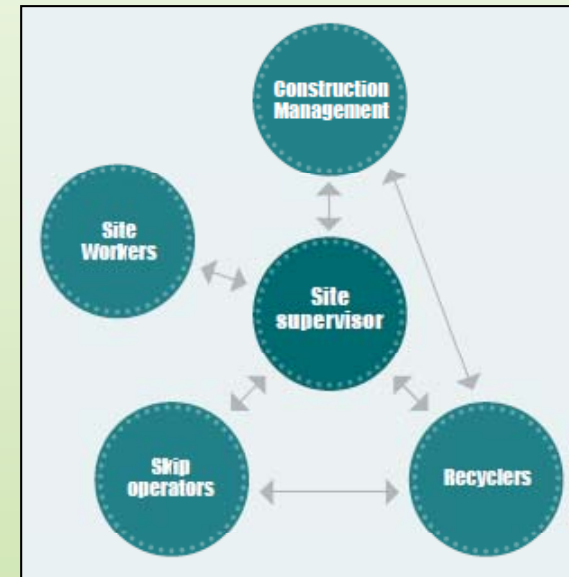 Construction
Management
Site
Workers
Site
supervisor
Skip
operators
Recyclers